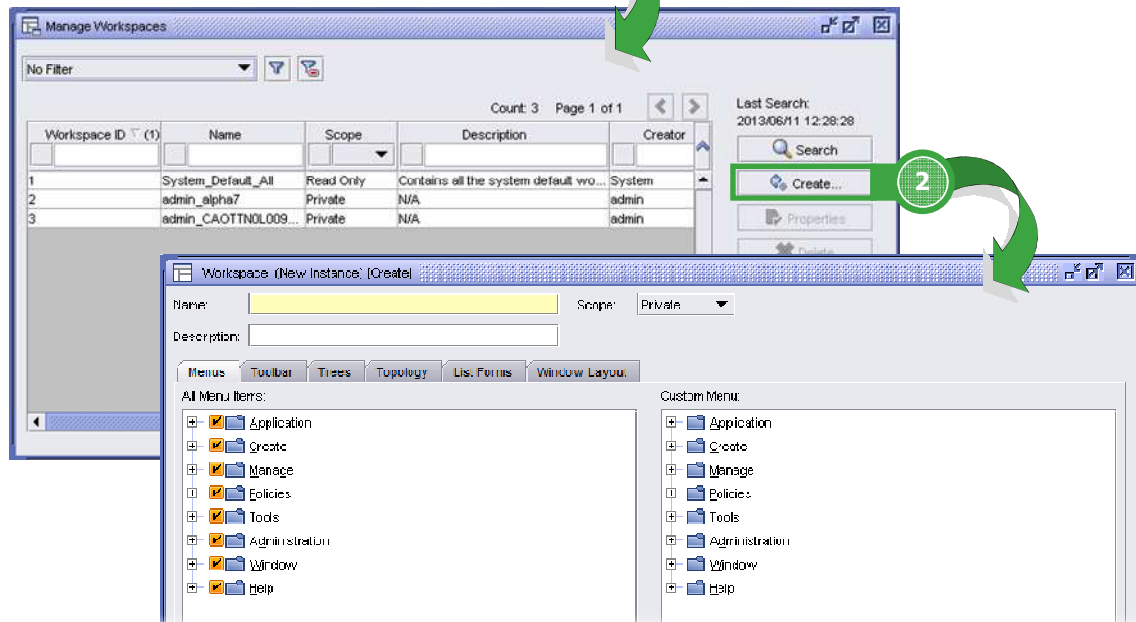 Manage Workspaces
No Filter
Count: 3 Page 1 of 1
Last Search:
2013/06/11 12:28:28
Workspace ID (1) Name Scope Description Creator
Search
1 System_Default_All Read Only Contains all the system default wo... System
Create... 2
2 admin_alpha7 Private N/A admin
3 admin_CAOTTN0L009... Private N/A admin
Properties
Delete
Workspace (New Instance) [Create]
Name: Scope: Private
Description:
Menus Toolbar Trees Topology List Forms Window Layout
All Menu Items: Custom Menu:
Application Application
Create Create
Manage Manage
Policies Policies
Tools Tools
Administration Administration
Window Window
Help Help